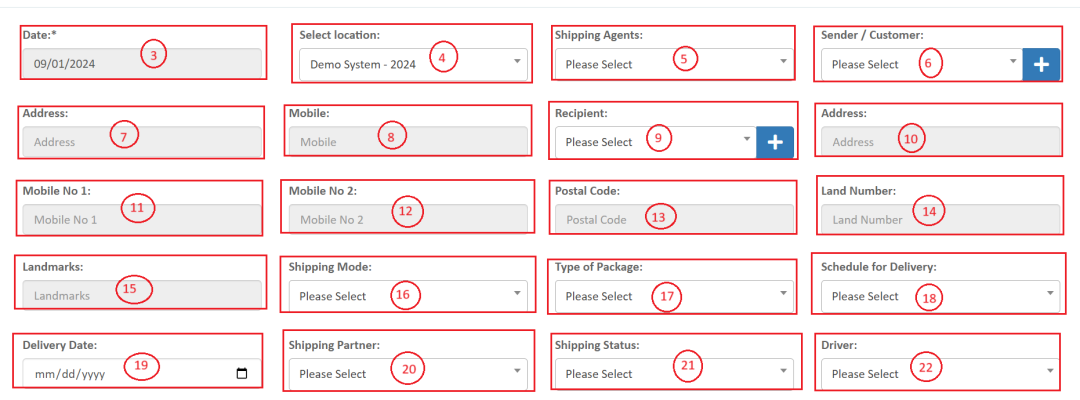 Date:* Select location: Shipping Agents: Sender / Customer:
09/01/2024 3 Demo System - 2024 4 Please Select 5 Please Select 6 +
Address: Mobile: Recipient: Address:
Address 7 Mobile 8 Please Select 9 + Address 10
Mobile No 1: Mobile No 2: Postal Code: Land Number:
Mobile No 1 11 Mobile No 2 12 Postal Code 13 Land Number 14
Landmarks: Shipping Mode: Type of Package: Schedule for Delivery:
Landmarks 15 Please Select 16 Please Select 17 Please Select 18
Delivery Date: Shipping Partner: Shipping Status: Driver:
mm/dd/yyyy 19 Please Select 20 Please Select 21 Please Select 22